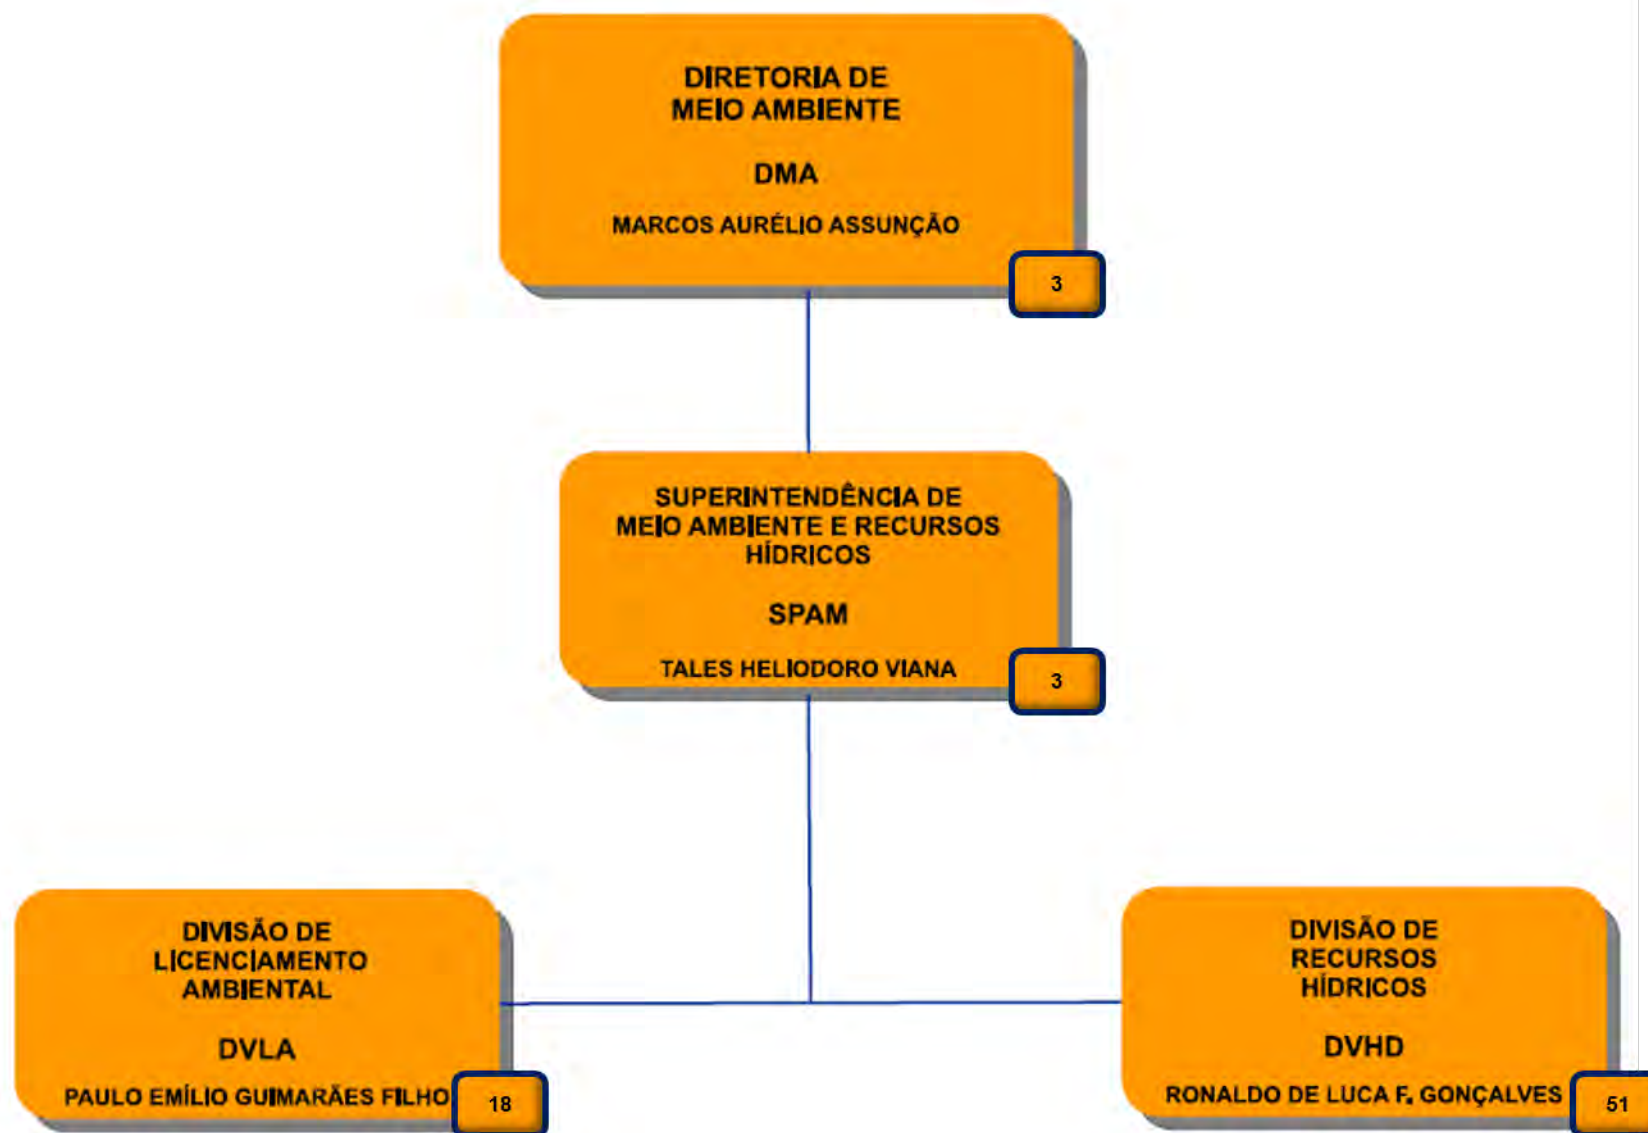 DIRETORIA DE
MEIO AMBIENTE
DMA
MARCOS AURÉLIO ASSUNÇÃO
3
SUPERINTENDÊNCIA DE
MEIO AMBIENTE E RECURSOS
HÍDRICOS
SPAM
TALES HELIODORO VIANA
3
DIVISÃO DE
LICENCIAMENTO
AMBIENTAL
DVLA
PAULO EMÍLIO GUIMARÃES FILHO
18
DIVISÃO DE
RECURSOS
HÍDRICOS
DVHD
RONALDO DE LUCA F. GONÇALVES
51